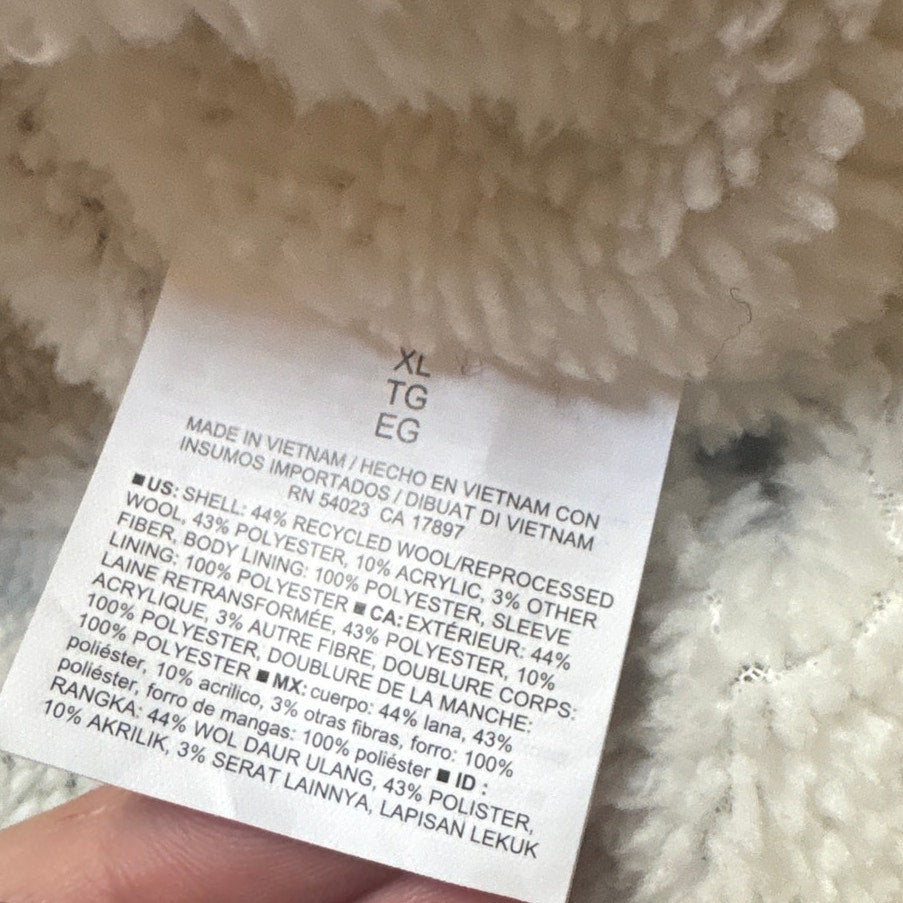 XL
TG
EG
MADE IN VIETNAM / HECHO EN VIETNAM CON
INSUMOS IMPORTADOS / DIBUAT DI VIETNAM
RN 54023 CA 17897
■US: SHELL: 44% RECYCLED WOOL/REPROCESSED
WOOL, 43% POLYESTER, 10% ACRYLIC, 3% OTHER
FIBER, BODY LINING: 100% POLYESTER, SLEEVE
LINING: 100% POLYESTER ■ CA: EXTÉRIEUR: 44%
LAINE RETRANSFORMÉE, 43% POLYESTER, 10%
ACRYLIQUE, 3% AUTRE FIBRE, DOUBLURE CORPS:
100% POLYESTER, DOUBLURE DE LA MANCHE:
100% POLYESTER ■ MX: cuerpo: 44% lana, 43%
poliéster, 10% acrilico, 3% otras fibras, forro: 100%
poliéster, forro de mangas: 100% poliéster ■ ID :
RANGKA: 44% WOL DAUR ULANG, 43% POLISTER,
10% AKRILIK, 3% SERAT LAINNYA, LAPISAN LEKUK